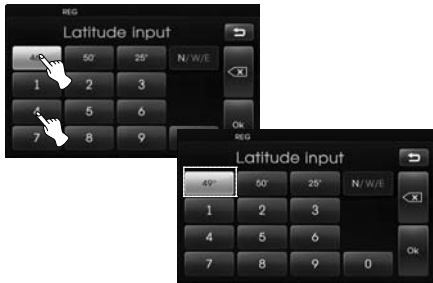 REG
Latitude input
50' 25" N/W/E
1 2 3
4 5 6
Ok
7 8 9
REG
Latitude input
49° 50' 25" N/W/E
1 2 3
4 5 6
Ok
7 8 9 0